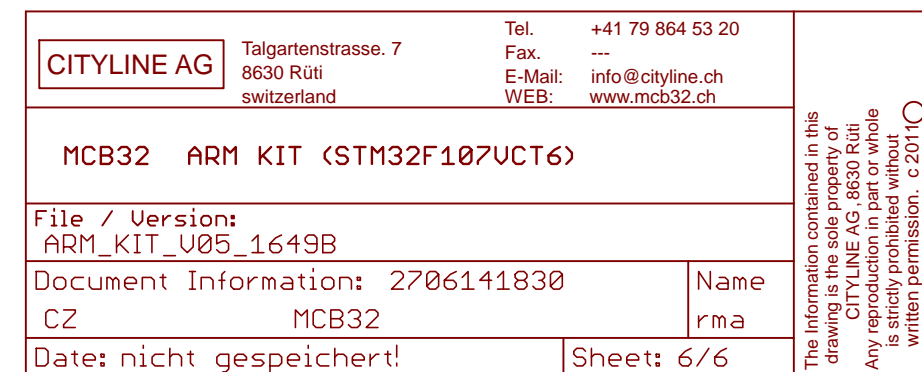 CITYLINE AG
Talgartenstrasse. 7
8630 Rüti
switzerland
Tel. +41 79 864 53 20
Fax. ---
E-Mail: info@cityline.ch
WEB: www.mcb32.ch
MCB32 ARM KIT (STM32F107VCT6)
File / Version:
ARM_KIT_V05_1649B
Document Information: 2706141830
CZ MCB32
Name
rma
Date: nicht gespeichert!
Sheet: 6/6
The Information contained in this
drawing is the sole property of
CITYLINE AG , 8630 Rüti
Any reproduction in part or whole
is strictly prohibited without
written permission. c 2011